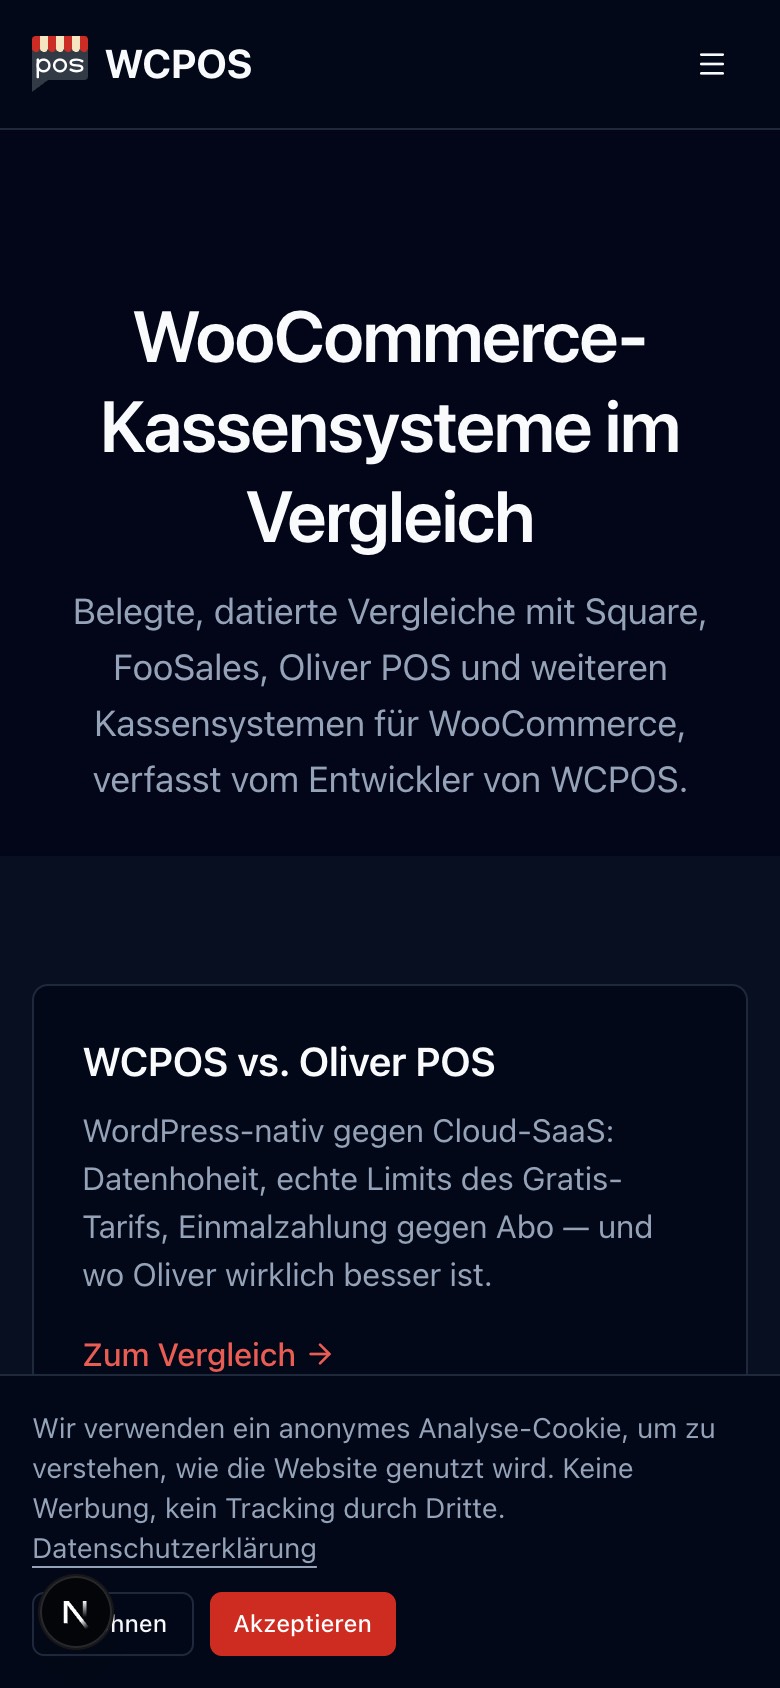 pos WCPOS
WooCommerce-
Kassensysteme im
Vergleich
Belegte, datierte Vergleiche mit Square,
FooSales, Oliver POS und weiteren
Kassensystemen für WooCommerce,
verfasst vom Entwickler von WCPOS.
WCPOS vs. Oliver POS
WordPress-nativ gegen Cloud-SaaS:
Datenhoheit, echte Limits des Gratis-
Tarifs, Einmalzahlung gegen Abo — und
wo Oliver wirklich besser ist.
Zum Vergleich →
Wir verwenden ein anonymes Analyse-Cookie, um zu
verstehen, wie die Website genutzt wird. Keine
Werbung, kein Tracking durch Dritte.
Datenschutzerklärung
N Akzeptieren